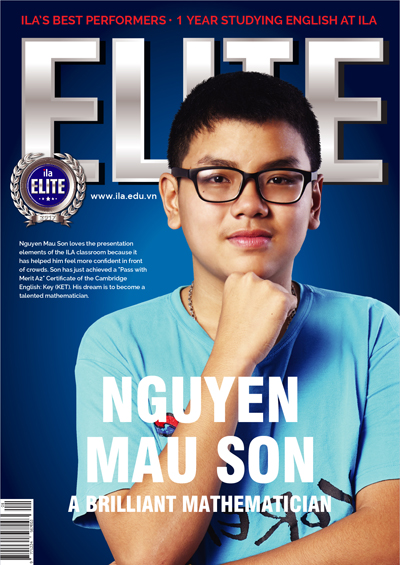 ILA'S BEST PERFORMERS • 1 YEAR STUDYING ENGLISH AT ILA
ELITE
ila
ELITE
www.ila.edu.vn
Nguyen Mau Son loves the presentation
elements of the ILA classroom because it
has helped him feel more confident in front
of crowds. Son has just achieved a "Pass with
Merit A2" Certificate of the Cambridge
English: Key (KET). His dream is to become a
talented mathematician.
NGUYEN
MAU SON
A BRILLIANT MATHEMATICIAN